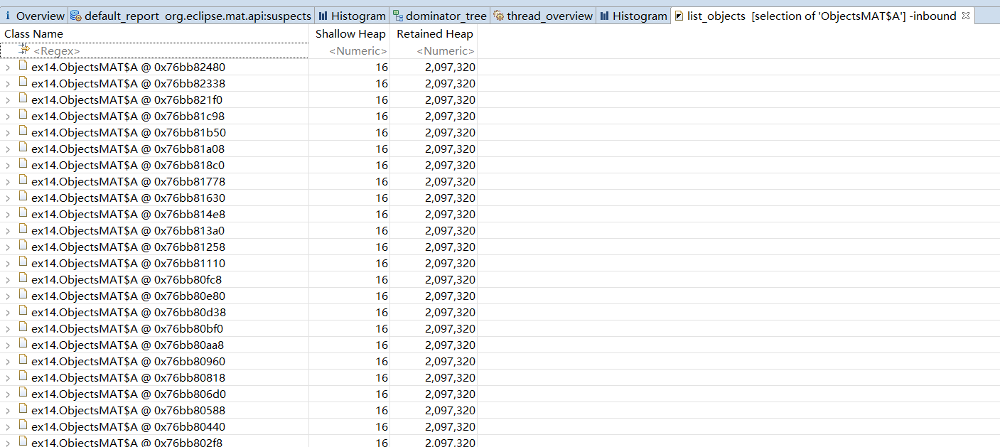 i Overview default_report org.eclipse.mat.api:suspects Histogram dominator_tree thread_overview Histogram list_objects [selection of 'ObjectsMAT$A'] -inbound
Class Name Shallow Heap Retained Heap
<Regex> <Numeric> <Numeric>
ex14.ObjectsMAT$A @ 0x76bb82480 16 2,097,320
ex14.ObjectsMAT$A @ 0x76bb82338 16 2,097,320
ex14.ObjectsMAT$A @ 0x76bb821f0 16 2,097,320
ex14.ObjectsMAT$A @ 0x76bb81c98 16 2,097,320
ex14.ObjectsMAT$A @ 0x76bb81b50 16 2,097,320
ex14.ObjectsMAT$A @ 0x76bb81a08 16 2,097,320
ex14.ObjectsMAT$A @ 0x76bb818c0 16 2,097,320
ex14.ObjectsMAT$A @ 0x76bb81778 16 2,097,320
ex14.ObjectsMAT$A @ 0x76bb81630 16 2,097,320
ex14.ObjectsMAT$A @ 0x76bb814e8 16 2,097,320
ex14.ObjectsMAT$A @ 0x76bb813a0 16 2,097,320
ex14.ObjectsMAT$A @ 0x76bb81258 16 2,097,320
ex14.ObjectsMAT$A @ 0x76bb81110 16 2,097,320
ex14.ObjectsMAT$A @ 0x76bb80fc8 16 2,097,320
ex14.ObjectsMAT$A @ 0x76bb80e80 16 2,097,320
ex14.ObjectsMAT$A @ 0x76bb80d38 16 2,097,320
ex14.ObjectsMAT$A @ 0x76bb80bf0 16 2,097,320
ex14.ObjectsMAT$A @ 0x76bb80aa8 16 2,097,320
ex14.ObjectsMAT$A @ 0x76bb80960 16 2,097,320
ex14.ObjectsMAT$A @ 0x76bb80818 16 2,097,320
ex14.ObjectsMAT$A @ 0x76bb806d0 16 2,097,320
ex14.ObjectsMAT$A @ 0x76bb80588 16 2,097,320
ex14.ObjectsMAT$A @ 0x76bb80440 16 2,097,320
ex14.ObjectsMAT$A @ 0x76bb802f8 16 2,097,320